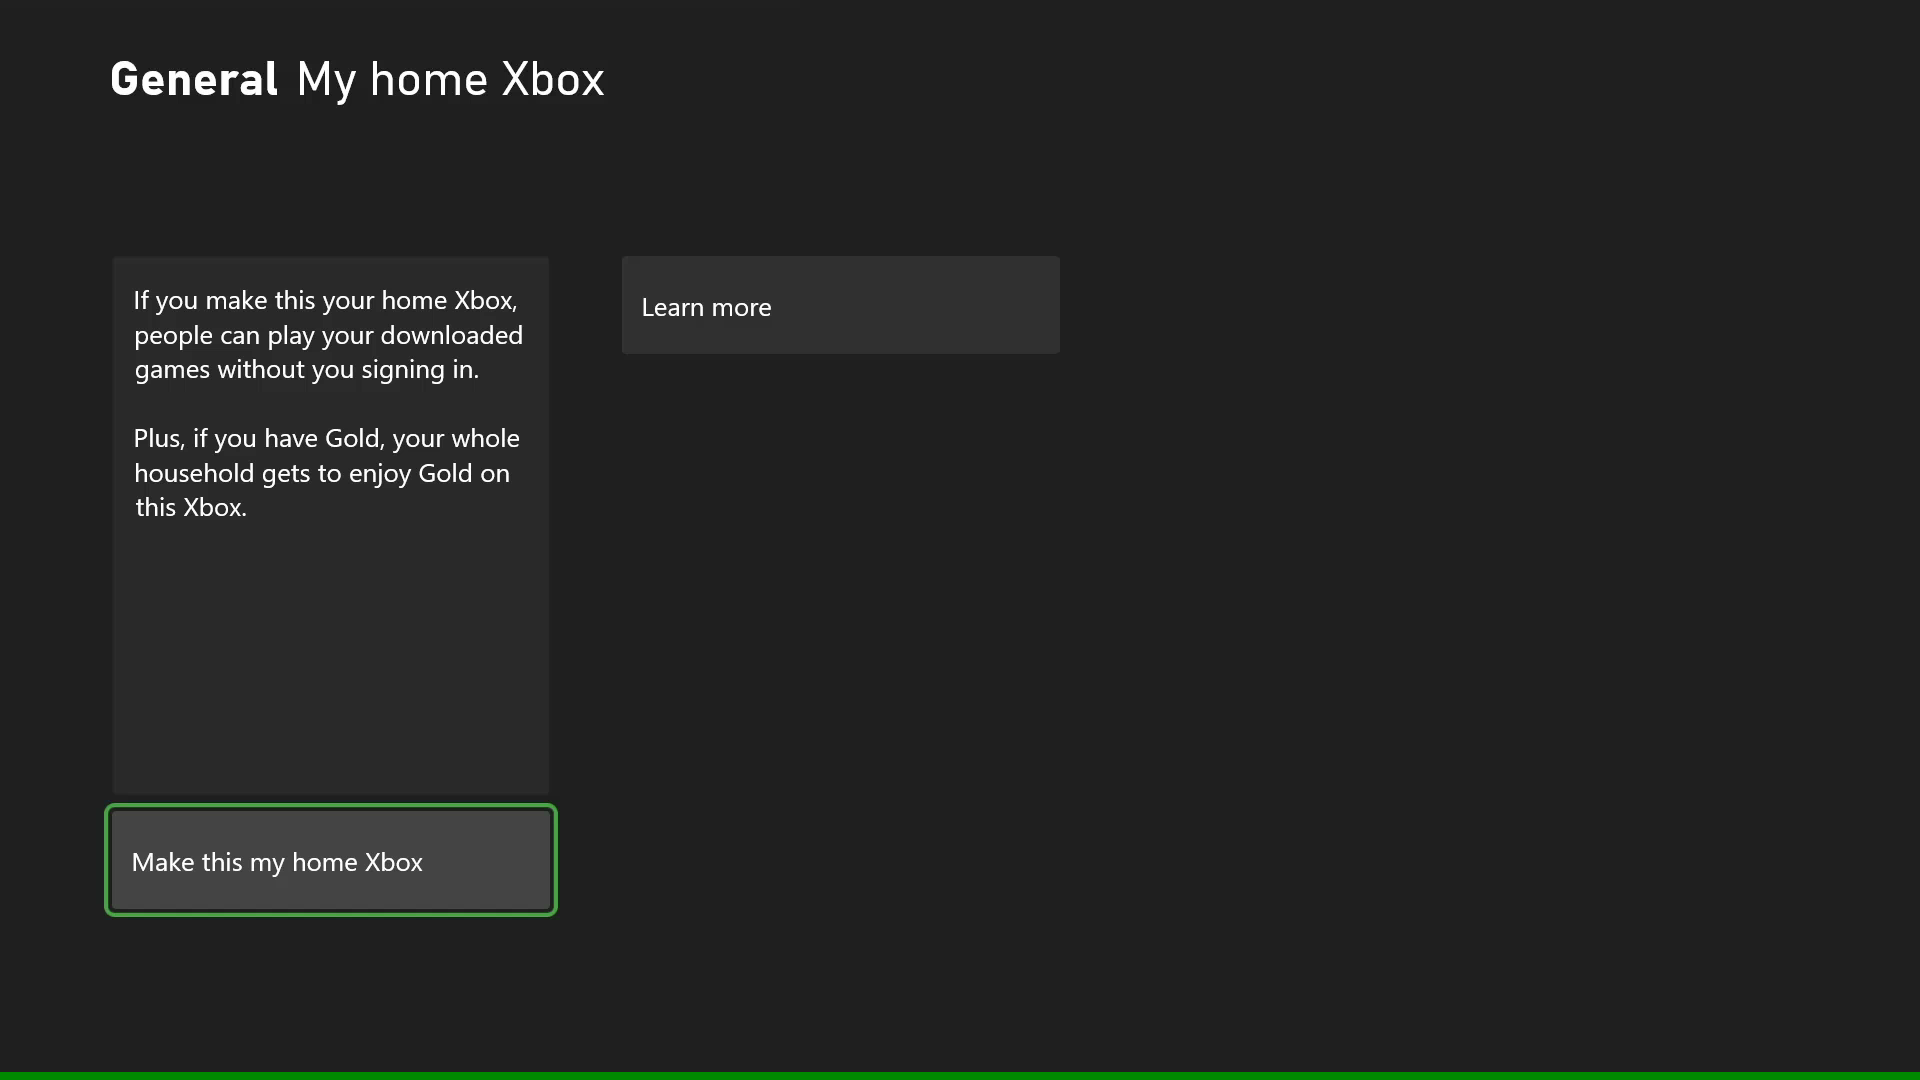 General My home Xbox
If you make this your home Xbox,
people can play your downloaded
games without you signing in.
Plus, if you have Gold, your whole
household gets to enjoy Gold on
this Xbox.
Make this my home Xbox
Learn more